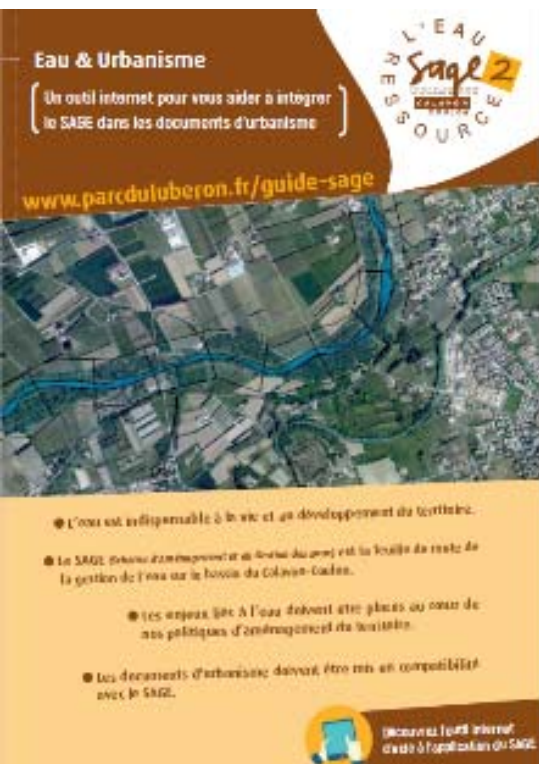 Eau & Urbanisme
Un outil internet pour vous aider à intégrer
le SAGE dans les documents d'urbanisme
L'EAU RESSOURCE
Sage 2
CALAVON
www.parcduluberon.fr/guide-sage
● L'eau est indispensable à la vie et au développement du territoire.
● Le SAGE (Schéma d'Aménagement et de Gestion des Eaux) est la feuille de route de
la gestion de l'eau sur le bassin du Calavon-Coulon.
● Les enjeux liés à l'eau doivent être placés au cœur de
nos politiques d'aménagement du territoire.
● Les documents d'urbanisme doivent être mis en compatibilité
avec le SAGE.
Découvrez l'outil internet
d'aide à l'application du SAGE